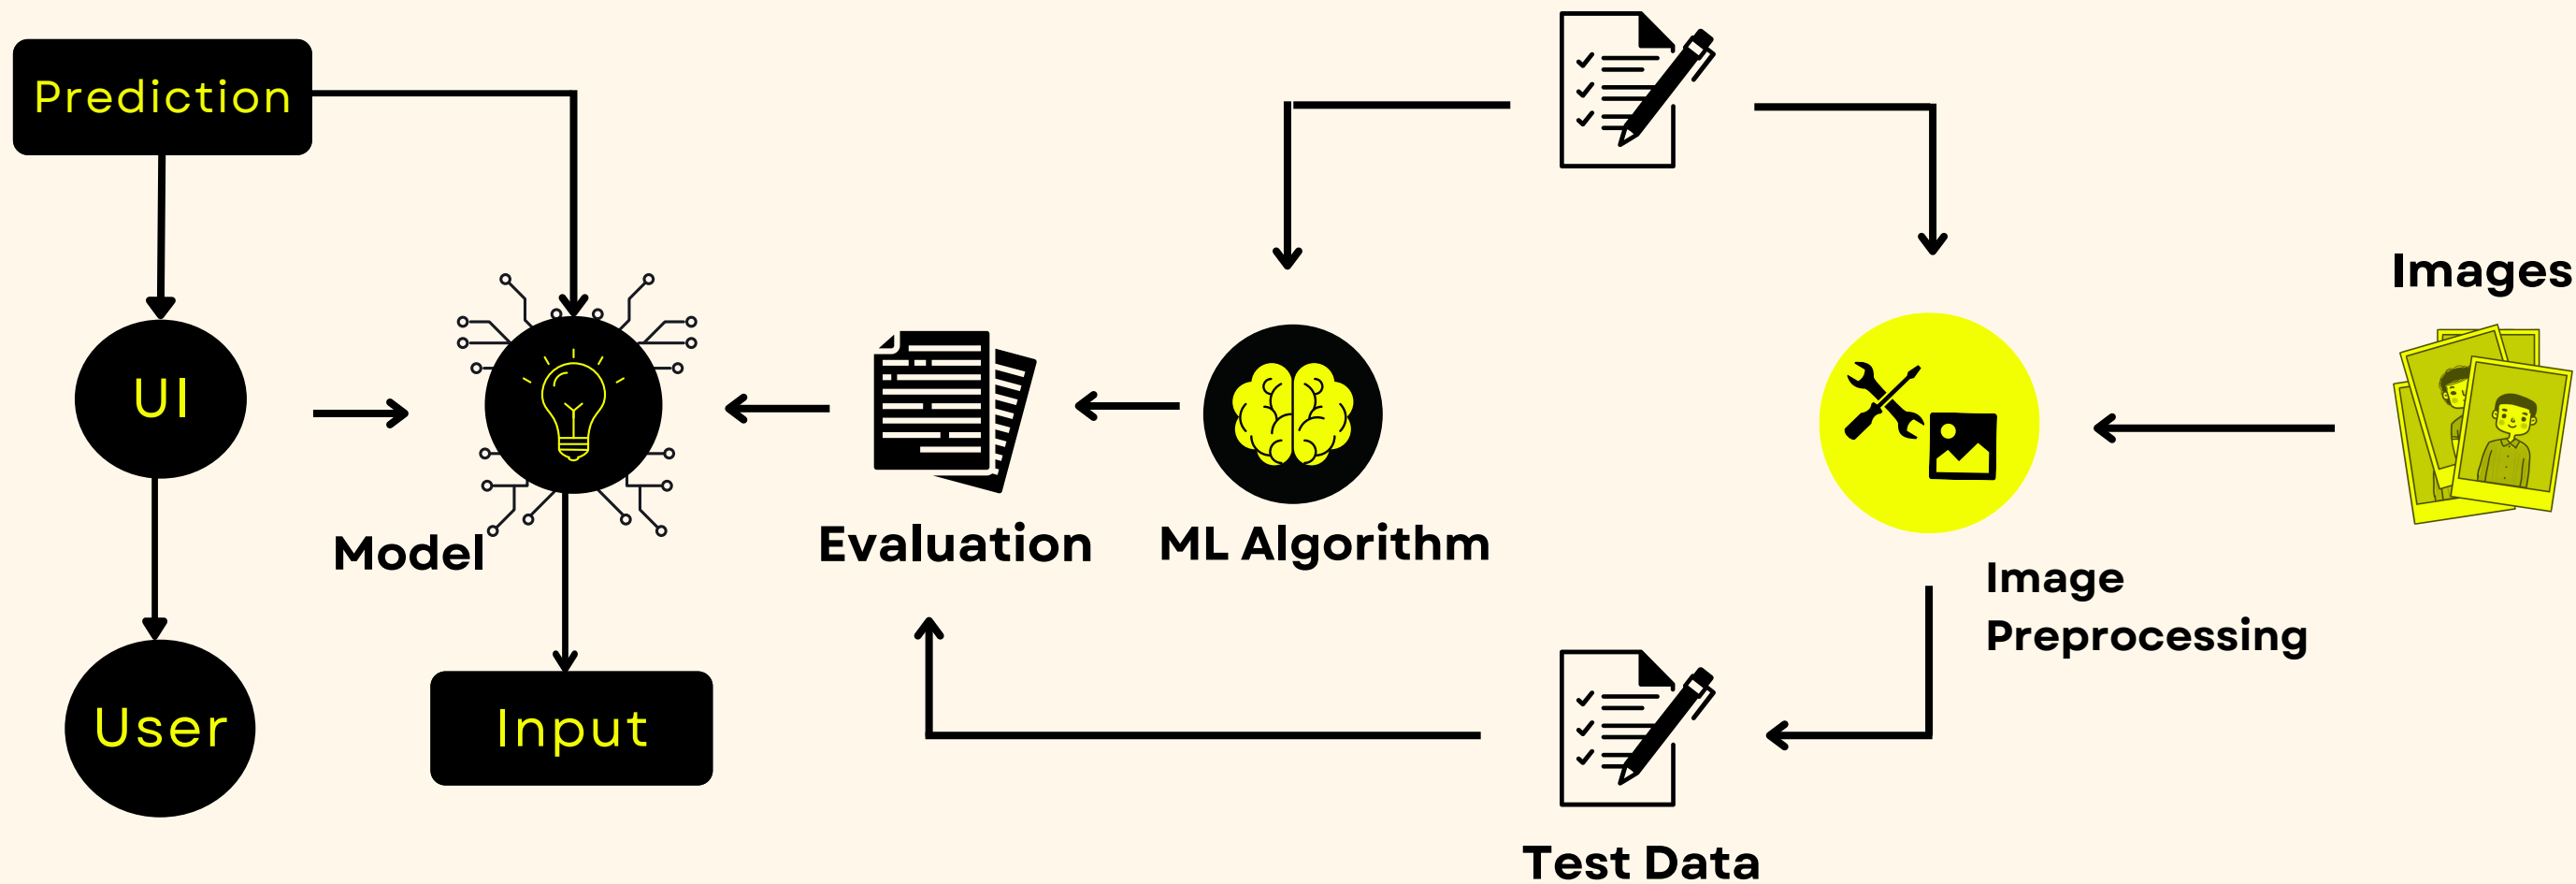 Prediction
Images
UI
Evaluation
ML Algorithm
Model
Image
Preprocessing
User
Input
Test Data